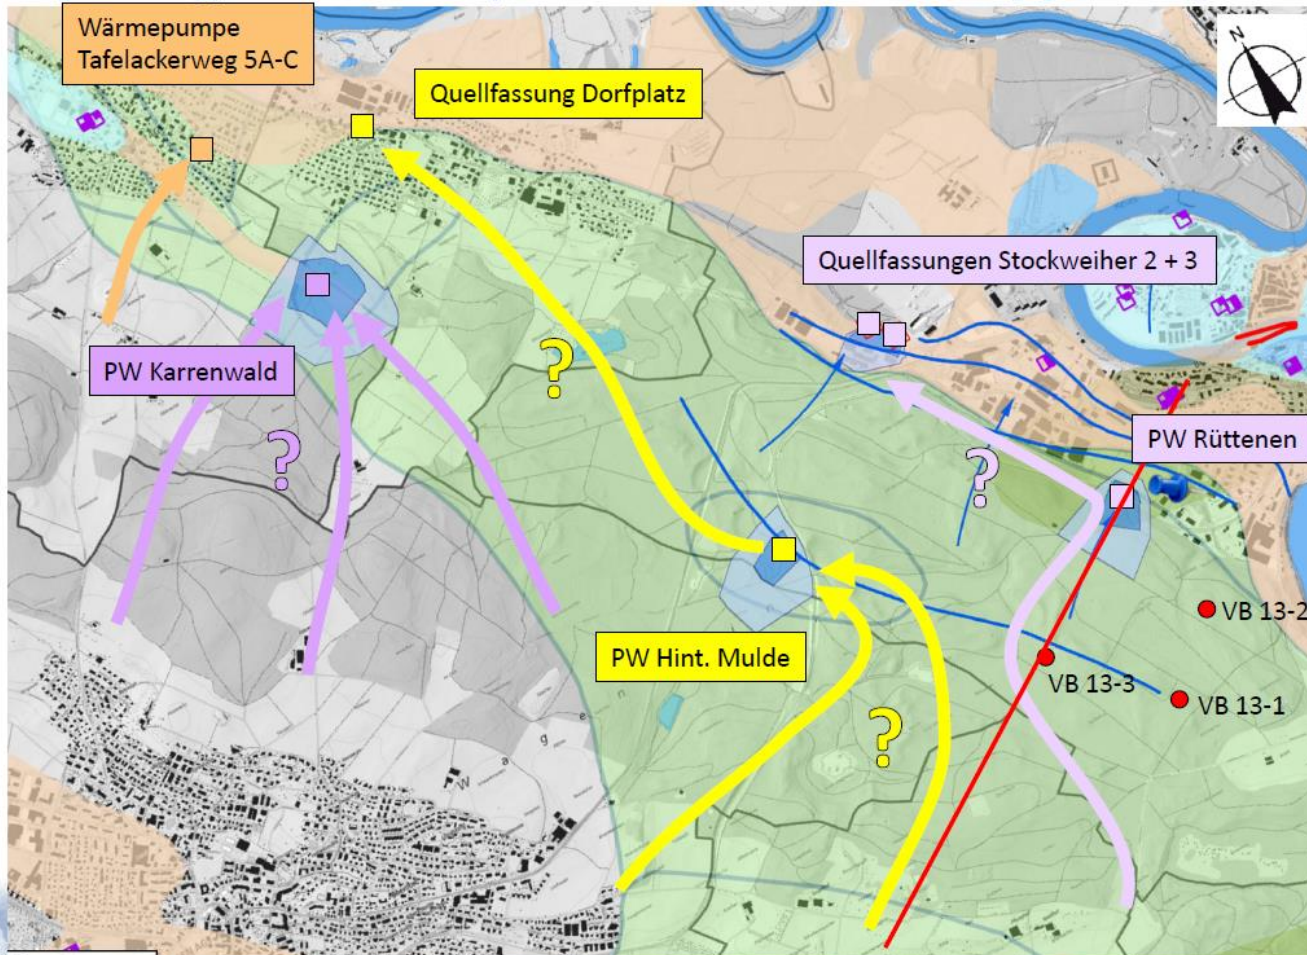 Wärmepumpe
Tafelackerweg 5A-C
N
Quellfassung Dorfplatz
Quellfassungen Stockweiher 2 + 3
?
PW Karrenwald
?
?
PW Rüttenen
PW Hint. Mulde
VB 13-2
VB 13-3
VB 13-1
?